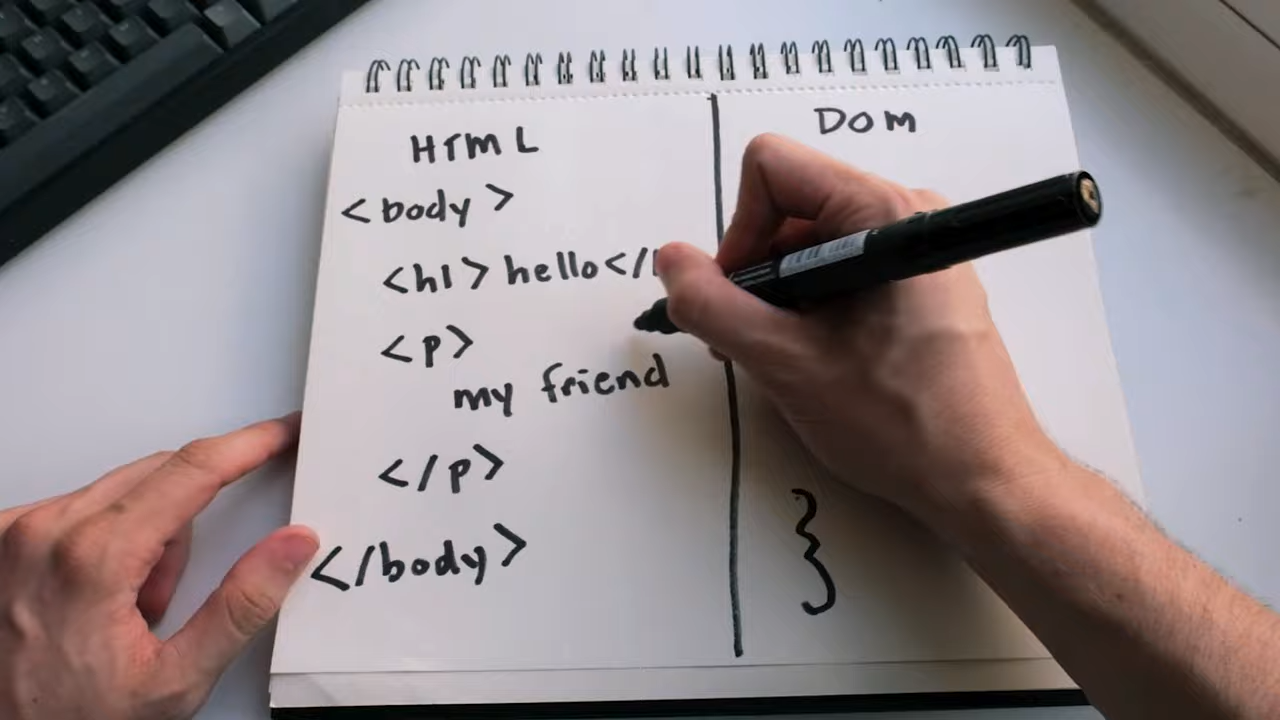 HTML
<body>
<h1>hello</
<p>
my friend
</p>
</body>
DOM
}